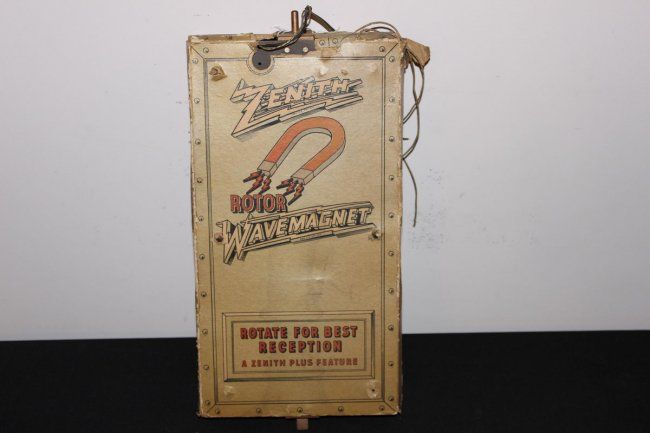 ZENITH
ROTOR
WAVEMAGNET
ROTATE FOR BEST
RECEPTION
A ZENITH PLUS FEATURE